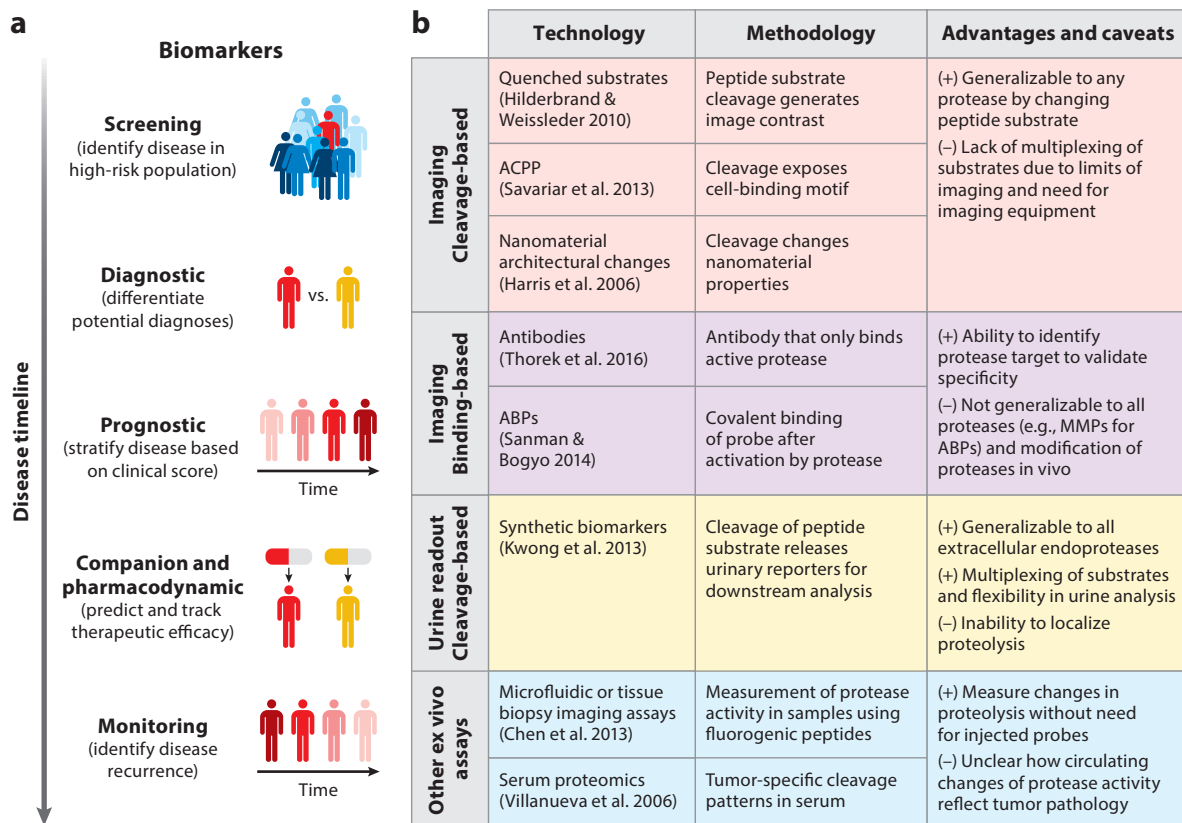 a
Biomarkers
Disease timeline
Screening
(identify disease in
high-risk population)
Diagnostic
(differentiate
potential diagnoses)
vs.
Prognostic
(stratify disease based
on clinical score)
Time
Companion and
pharmacodynamic
(predict and track
therapeutic efficacy)
Monitoring
(identify disease
recurrence)
Time
b
Technology
Methodology
Advantages and caveats
Imaging
Cleavage-based
Quenched substrates
(Hilderbrand &
Weissleder 2010)
Peptide substrate
cleavage generates
image contrast
ACPP
(Savariar et al. 2013)
Cleavage exposes
cell-binding motif
Nanomaterial
architectural changes
(Harris et al. 2006)
Cleavage changes
nanomaterial
properties
(+) Generalizable to any
protease by changing
peptide substrate
(–) Lack of multiplexing of
substrates due to limits of
imaging and need for
imaging equipment
Imaging
Binding-based
Antibodies
(Thorek et al. 2016)
Antibody that only binds
active protease
ABPs
(Sanman &
Bogyo 2014)
Covalent binding
of probe after
activation by protease
(+) Ability to identify
protease target to validate
specificity
(–) Not generalizable to all
proteases (e.g., MMPs for
ABPs) and modification of
proteases in vivo
Urine readout
Cleavage-based
Synthetic biomarkers
(Kwong et al. 2013)
Cleavage of peptide
substrate releases
urinary reporters for
downstream analysis
(+) Generalizable to all
extracellular endoproteases
(+) Multiplexing of substrates
and flexibility in urine analysis
(–) Inability to localize
proteolysis
Other ex vivo
assays
Microfluidic or tissue
biopsy imaging assays
(Chen et al. 2013)
Measurement of protease
activity in samples using
fluorogenic peptides
Serum proteomics
(Villanueva et al. 2006)
Tumor-specific cleavage
patterns in serum
(+) Measure changes in
proteolysis without need
for injected probes
(–) Unclear how circulating
changes of protease activity
reflect tumor pathology